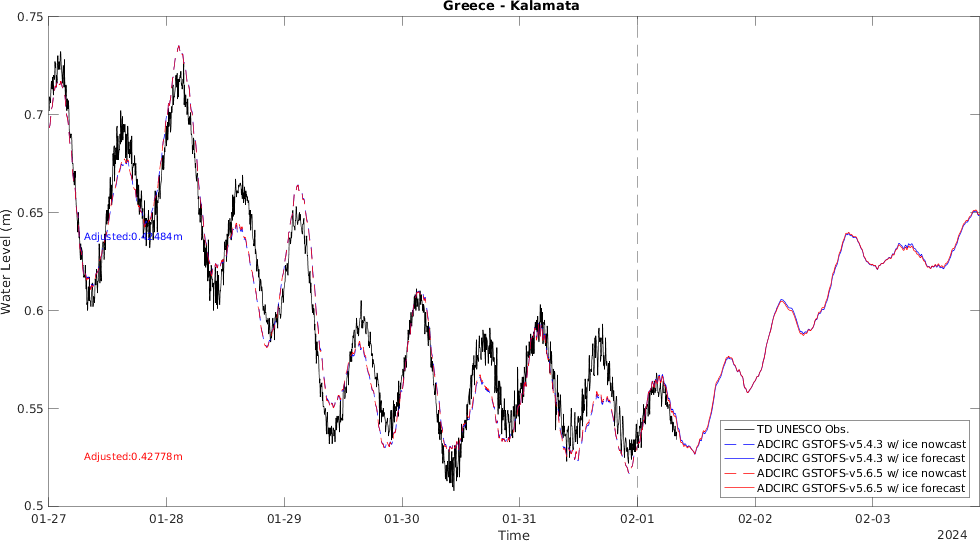 Greece - Kalamata
0.75
0.7
0.65
0.6
0.55
0.5
Water Level (m)
Adjusted:0.42484m
Adjusted:0.42778m
TD UNESCO Obs.
ADCIRC GSTOFS-v5.4.3 w/ ice nowcast
ADCIRC GSTOFS-v5.4.3 w/ ice forecast
ADCIRC GSTOFS-v5.6.5 w/ ice nowcast
ADCIRC GSTOFS-v5.6.5 w/ ice forecast
01-27 01-28 01-29 01-30 01-31 02-01 02-02 02-03
Time
2024